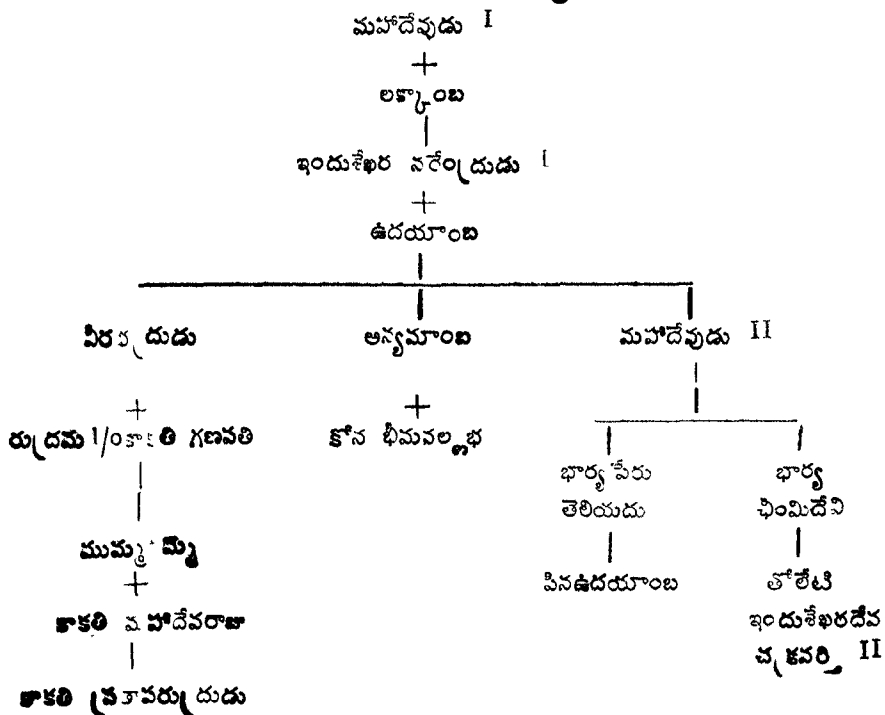 మహాదేవుడు I
+
లక్కాంబ
ఇందుశేఖర నరేంద్రుడు I
+
ఉదయాంబ
వీరభద్రుడు అన్యమాంబ మహాదేవుడు II
+ +
రుద్రమ D/o కాకతి గణపతి కోన భీమవల్లభ
భార్య పేరు భార్య
తెలియదు ఛిమిదేవి
ముమ్మడమ్మ
+
పినఉదయాంబ తోలేటి
కాకతి మహాదేవరాజు ఇందుశేఖరదేవ
చక్రవర్తి II
కాకతి ప్రతాపరుద్రుడు